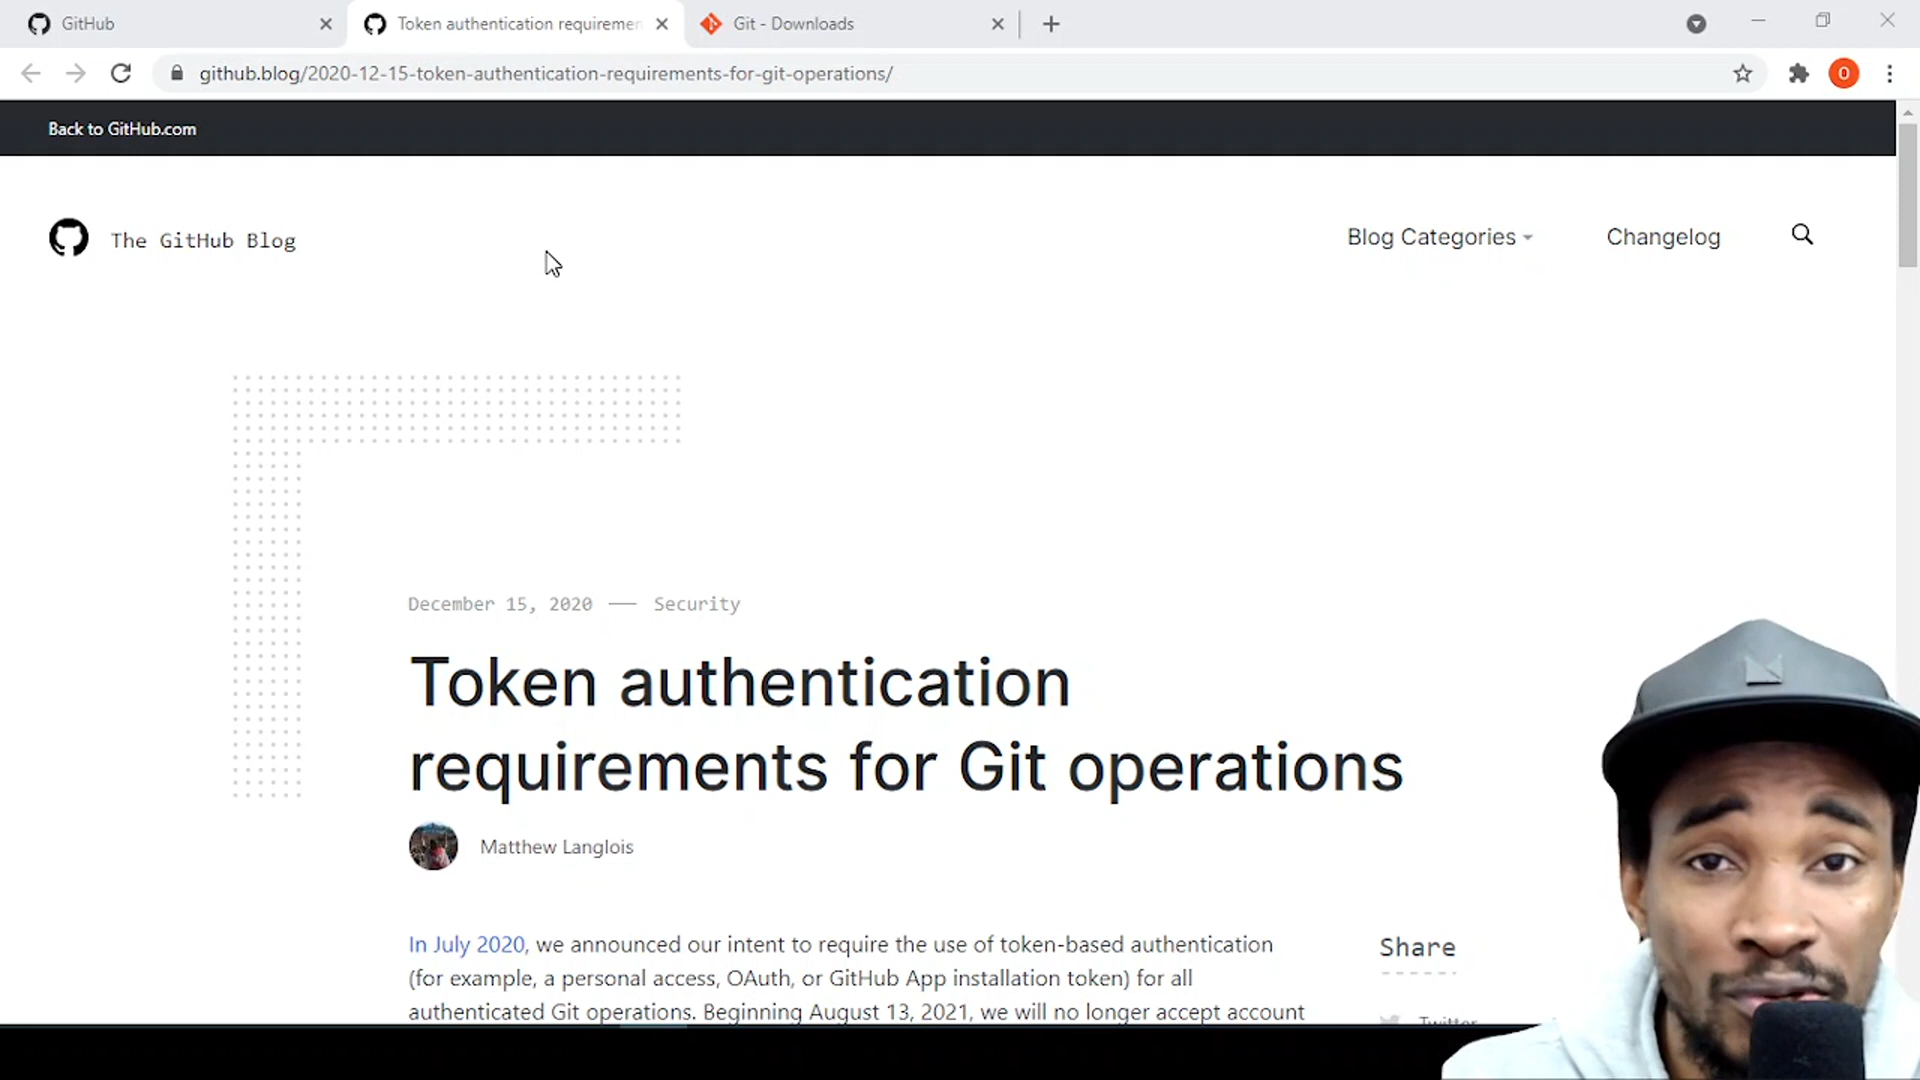 GitHub
Token authentication requiremen
Git - Downloads
github.blog/2020-12-15-token-authentication-requirements-for-git-operations/
O
Back to GitHub.com
The GitHub Blog
Blog Categories
Changelog
December 15, 2020 — Security
Token authentication
requirements for Git operations
Matthew Langlois
In July 2020, we announced our intent to require the use of token-based authentication
(for example, a personal access, OAuth, or GitHub App installation token) for all
authenticated Git operations. Beginning August 13, 2021, we will no longer accept account
Share
Twitter